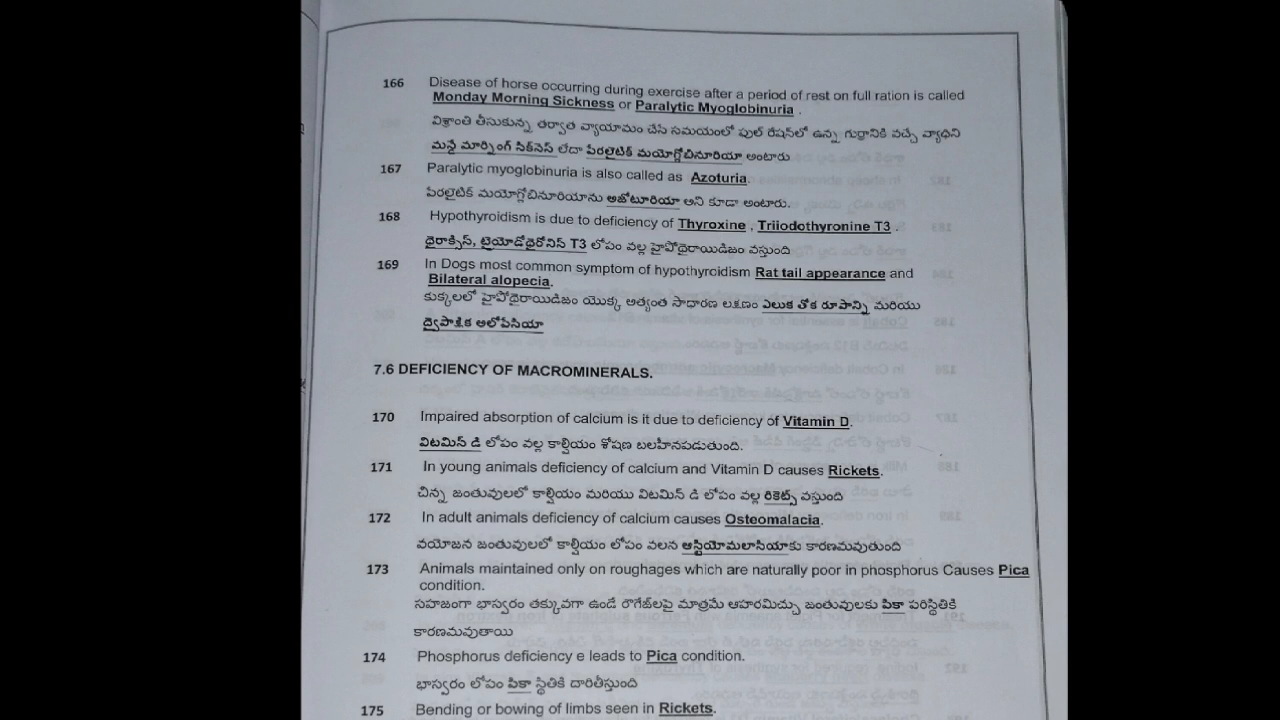 166 Disease of horse occurring during exercise after a period of rest on full ration is called
Monday Morning Sickness or Paralytic Myoglobinuria .
విశ్రాంతి తీసుకున్న తర్వాత వ్యాయామం చేసే సమయంలో ఫుల్ రేషన్‌లో ఉన్న గుర్రానికి వచ్చే వ్యాధిని
మన్డే మార్నింగ్ సిక్‌నెస్ లేదా పేరలైటిక్ మయోగ్లోబినూరియా అంటారు
167 Paralytic myoglobinuria is also called as Azoturia.
పేరలైటిక్ మయోగ్లోబినూరియాను అజోటూరియా అని కూడా అంటారు.
168 Hypothyroidism is due to deficiency of Thyroxine , Triiodothyronine T3 .
థైరాక్సిన్, ట్రైయోడోథైరోనిన్ T3 లోపం వల్ల హైపోథైరాయిడిజం వస్తుంది
169 In Dogs most common symptom of hypothyroidism Rat tail appearance and
Bilateral alopecia.
కుక్కలలో హైపోథైరాయిడిజం యొక్క అత్యంత సాధారణ లక్షణం ఎలుక తోక రూపాన్ని మరియు
ద్వైపాక్షిక అలోపేసియా
7.6 DEFICIENCY OF MACROMINERALS.
170 Impaired absorption of calcium is it due to deficiency of Vitamin D.
విటమిన్ డి లోపం వల్ల కాల్షియం శోషణ బలహీనపడుతుంది.
171 In young animals deficiency of calcium and Vitamin D causes Rickets.
చిన్న జంతువులలో కాల్షియం మరియు విటమిన్ డి లోపం వల్ల రికెట్స్ వస్తుంది
172 In adult animals deficiency of calcium causes Osteomalacia.
వయోజన జంతువులలో కాల్షియం లోపం వలన ఆస్టియోమలాసియాకు కారణమవుతుంది
173 Animals maintained only on roughages which are naturally poor in phosphorus Causes Pica
condition.
సహజంగా భాస్వరం తక్కువగా ఉండే రౌగేజ్‌లపై మాత్రమే ఆహరమిచ్చు జంతువులకు పికా పరిస్థితికి
కారణమవుతాయి
174 Phosphorus deficiency e leads to Pica condition.
భాస్వరం లోపం పికా స్థితికి దారితీస్తుంది
175 Bending or bowing of limbs seen in Rickets.